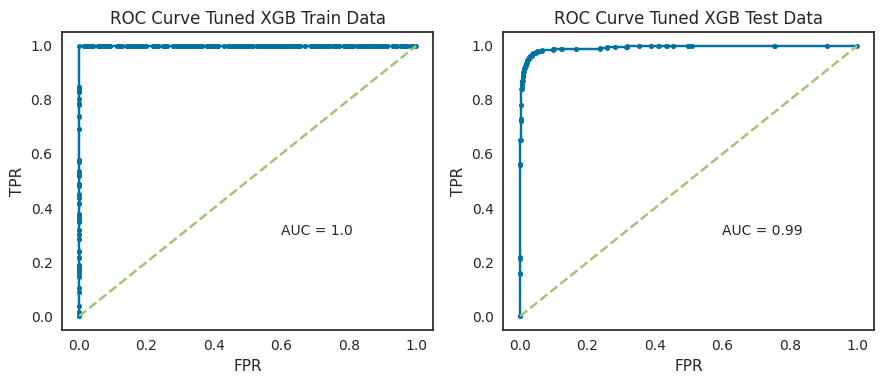 ROC Curve Tuned XGB Train Data
1.0
0.8
0.6
0.4
0.2
0.0
TPR
AUC = 1.0
0.0 0.2 0.4 0.6 0.8 1.0
FPR
ROC Curve Tuned XGB Test Data
1.0
0.8
0.6
0.4
0.2
0.0
TPR
AUC = 0.99
0.0 0.2 0.4 0.6 0.8 1.0
FPR